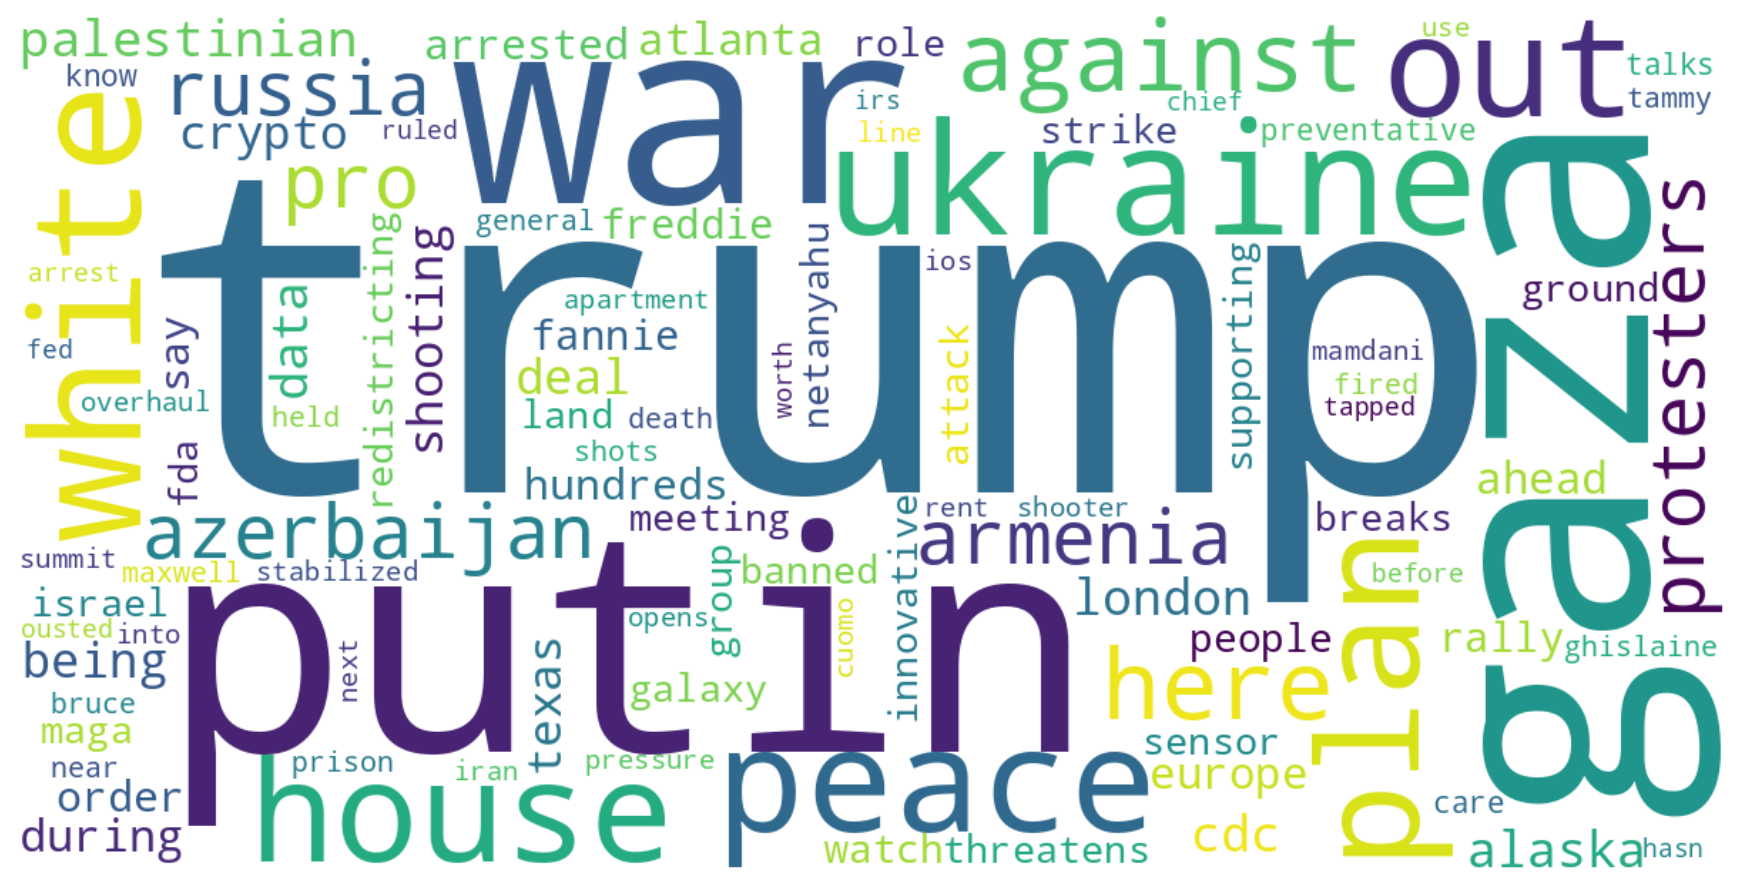 palestinian
arrested
atlanta
role
against
out
use
talks
know
russia
war
irs
chief
tammy
white
crypto
ruled
line
strike
preventative
pro
ukraine
general
freddie
redistricting
shooting
netanyahu
ios
supporting
protesters
arrest
trump
gaza
data
apartment
ground
fed
say
fannie
worth
attack
mamdani
deal
fired
overhaul
held
land
death
tapped
fda
shots
hundreds
ahead
azerbaijan
meeting
innovative
rent
shooter
armenia
breaks
summit
maxwell
stabilized
group
banned
plan
before
israel
putin
london
ousted
into
opens
cuomo
people
rally
ghislaine
being
next
texas
galaxy
here
bruce
maga
sensor
near
prison
iran
pressure
peace
europe
order
house
care
during
watch
threatens
cdc
alaska
hasn